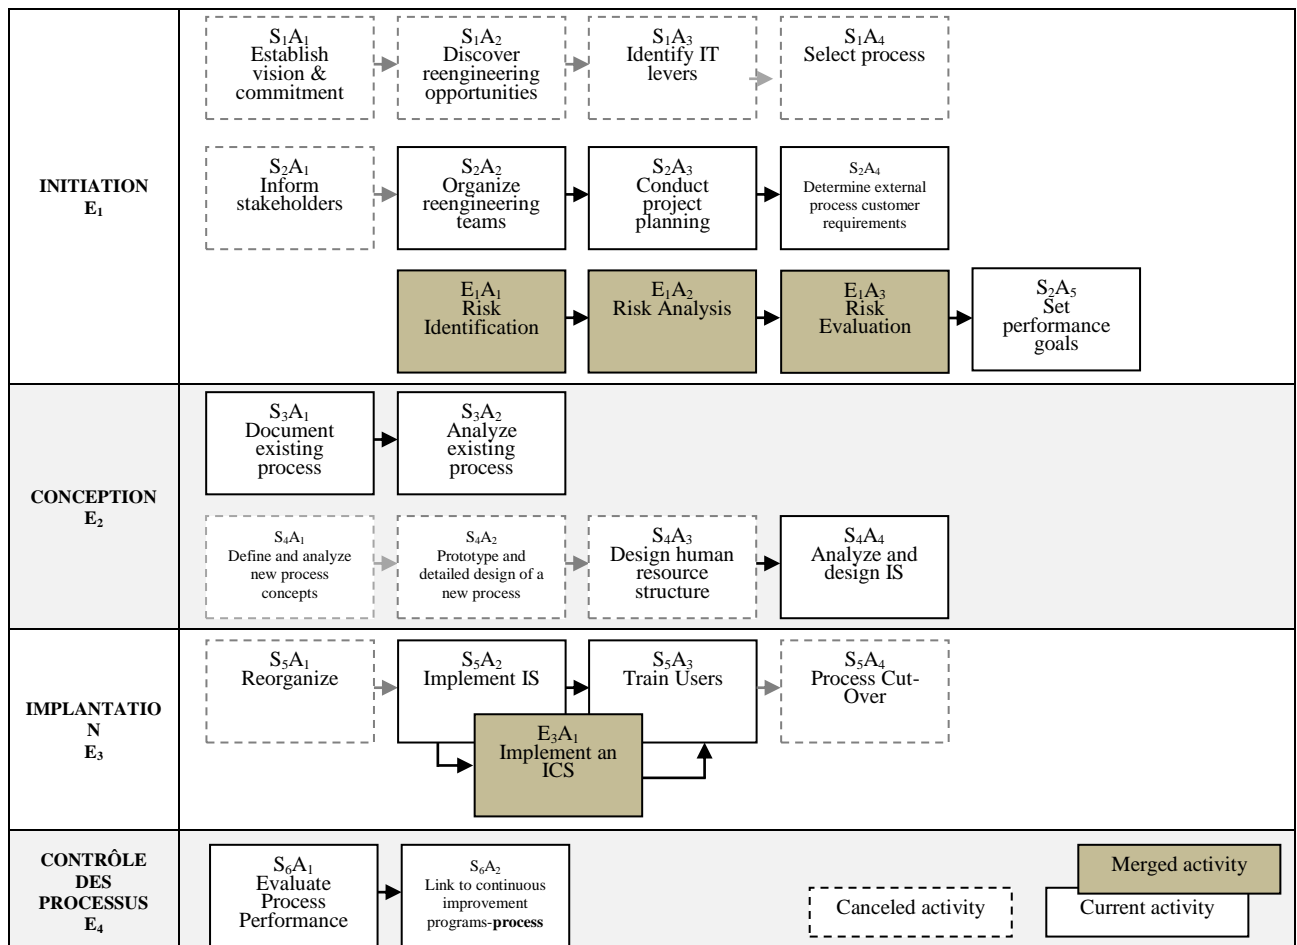 INITIATION
E₁
S₁A₁
Establish
vision &
commitment
S₁A₂
Discover
reengineering
opportunities
S₁A₃
Identify IT
levers
S₁A₄
Select process
S₂A₁
Inform
stakeholders
S₂A₂
Organize
reengineering
teams
S₂A₃
Conduct
project
planning
S₂A₄
Determine external
process customer
requirements
E₁A₁
Risk
Identification
E₁A₂
Risk Analysis
E₁A₃
Risk
Evaluation
S₂A₅
Set
performance
goals
CONCEPTION
E₂
S₃A₁
Document
existing
process
S₃A₂
Analyze
existing
process
S₄A₁
Define and analyze
new process
concepts
S₄A₂
Prototype and
detailed design of a
new process
S₄A₃
Design human
resource
structure
S₄A₄
Analyze and
design IS
IMPLANTATIO
N
E₃
S₅A₁
Reorganize
S₅A₂
Implement IS
S₅A₃
Train Users
S₅A₄
Process Cut-
Over
E₃A₁
Implement an
ICS
CONTRÔLE
DES
PROCESSUS
E₄
S₆A₁
Evaluate
Process
Performance
S₆A₂
Link to continuous
improvement
programs-process
Canceled activity
Merged activity
Current activity